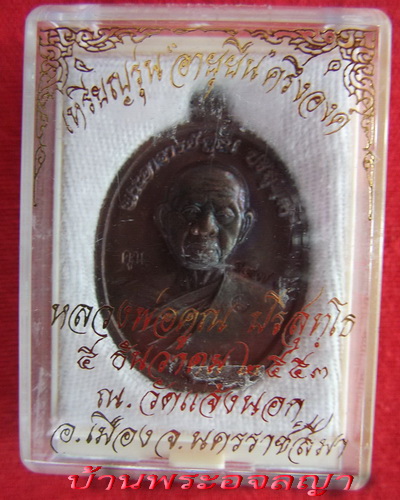 เหรียญรุ่น อายุยืน ครึ่งองค์
หลวงพ่อคูณ ปริสุทฺโธ
๕ ธันวาคม ๒๕๕๓
ณ. วัดแจ้งนอก
อ.เมือง จ.นครราชสีมา
บ้านพระอจลญา